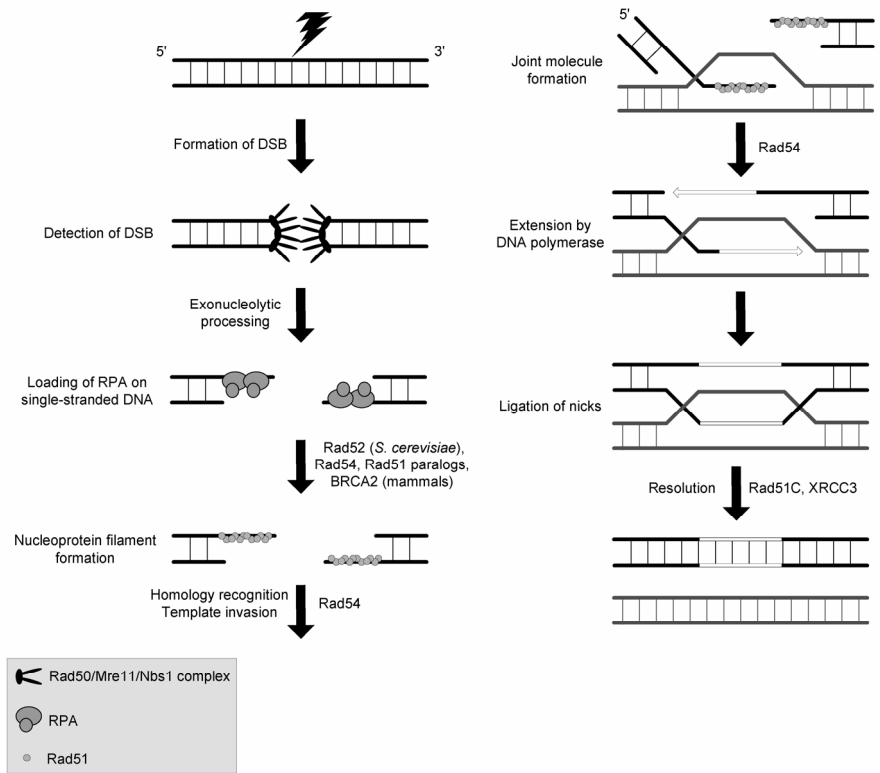 5'
3'
Formation of DSB
Detection of DSB
Exonucleolytic
processing
Loading of RPA on
single-stranded DNA
Rad52 (S. cerevisiae),
Rad54, Rad51 paralogs,
BRCA2 (mammals)
Nucleoprotein filament
formation
Homology recognition
Template invasion
Rad54
Rad50/Mre11/Nbs1 complex
RPA
Rad51
5'
Joint molecule
formation
Rad54
Extension by
DNA polymerase
Ligation of nicks
Resolution
Rad51C, XRCC3